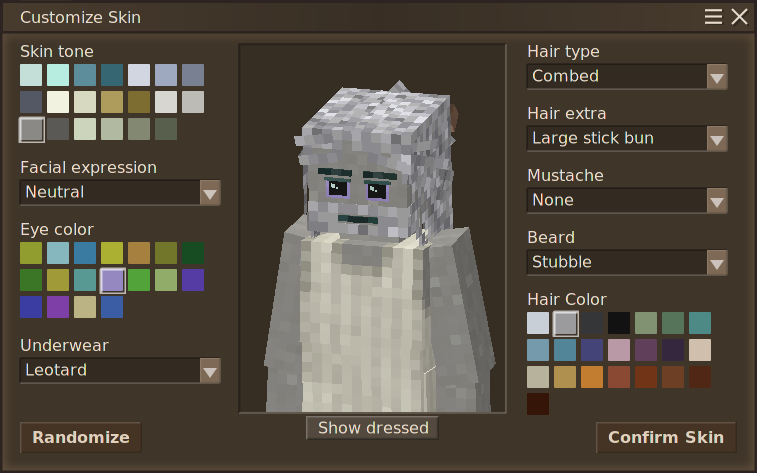 Customize Skin
Skin tone
Facial expression
Neutral
Eye color
Underwear
Leotard
Randomize
Show dressed
Hair type
Combed
Hair extra
Large stick bun
Mustache
None
Beard
Stubble
Hair Color
Confirm Skin